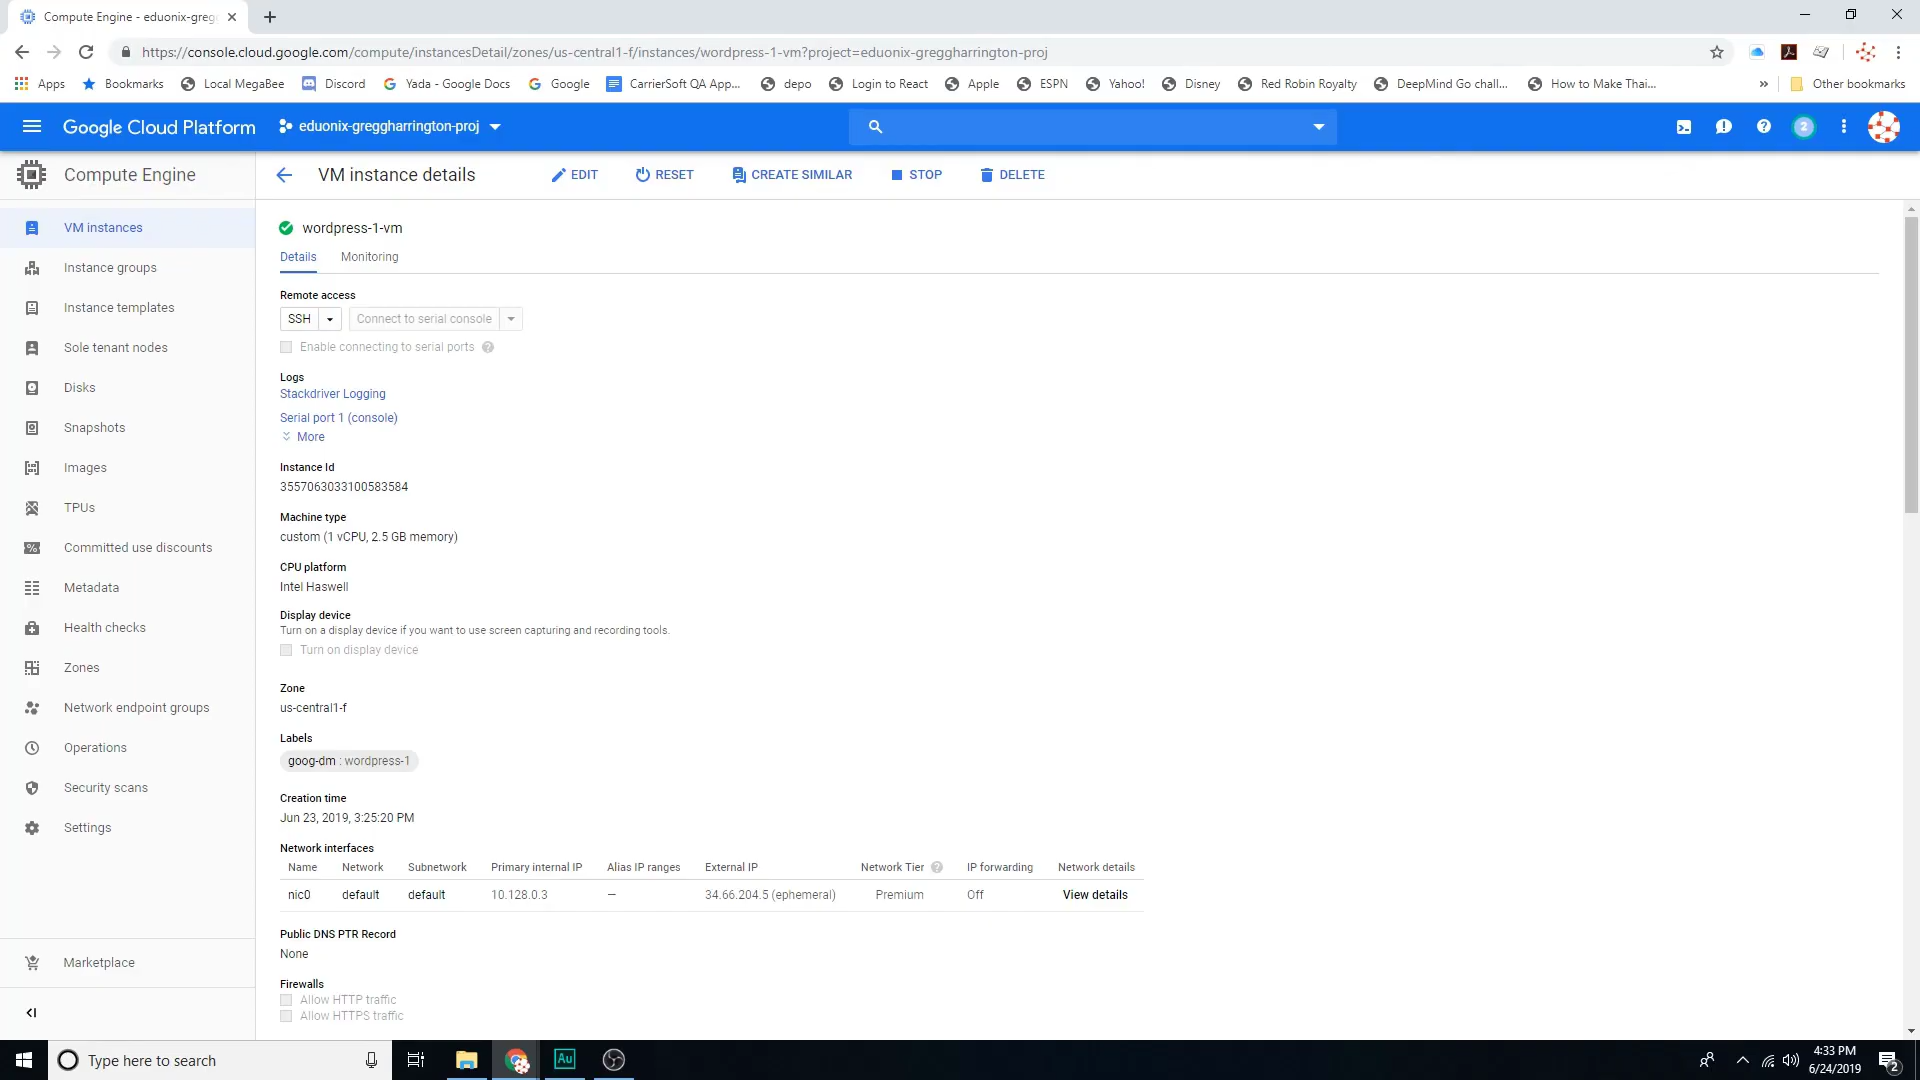 Compute Engine - eduonix-greg
https://console.cloud.google.com/compute/instancesDetail/zones/us-central1-f/instances/wordpress-1-vm?project=eduonix-greggharrington-proj
Apps Bookmarks Local MegaBee Discord Yada - Google Docs Google CarrierSoft QA App... depo Login to React Apple ESPN Yahoo! Disney Red Robin Royalty DeepMind Go chall... How to Make Thai... » Other bookmarks
Google Cloud Platform eduonix-greggharrington-proj 2
Compute Engine VM instance details EDIT RESET CREATE SIMILAR STOP DELETE
VM instances
Instance groups
Instance templates
Sole tenant nodes
Disks
Snapshots
Images
TPUs
Committed use discounts
Metadata
Health checks
Zones
Network endpoint groups
Operations
Security scans
Settings
Marketplace
wordpress-1-vm
Details Monitoring
Remote access
SSH Connect to serial console
Enable connecting to serial ports
Logs
Stackdriver Logging
Serial port 1 (console)
More
Instance Id
3557063033100583584
Machine type
custom (1 vCPU, 2.5 GB memory)
CPU platform
Intel Haswell
Display device
Turn on a display device if you want to use screen capturing and recording tools.
Turn on display device
Zone
us-central1-f
Labels
goog-dm : wordpress-1
Creation time
Jun 23, 2019, 3:25:20 PM
Network interfaces
Name Network Subnetwork Primary internal IP Alias IP ranges External IP Network Tier IP forwarding Network details
nic0 default default 10.128.0.3 — 34.66.204.5 (ephemeral) Premium Off View details
Public DNS PTR Record
None
Firewalls
Allow HTTP traffic
Allow HTTPS traffic
Type here to search Au 4:33 PM
6/24/2019 2